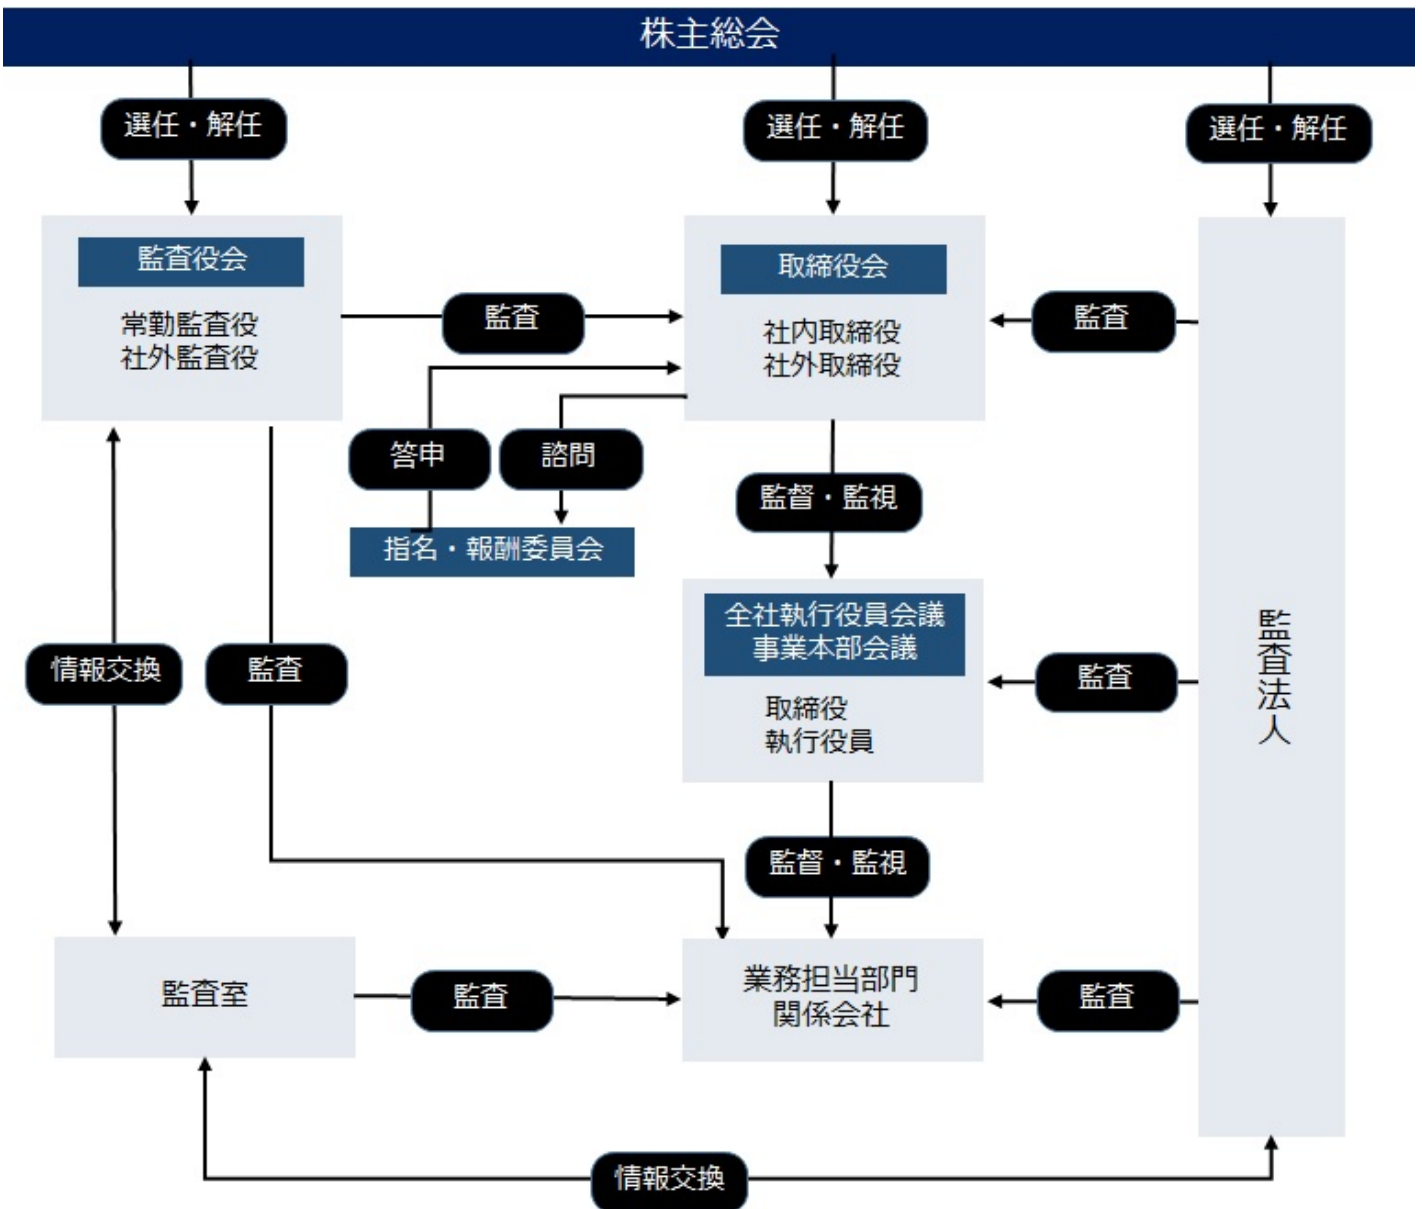 株主総会
選任・解任
選任・解任
選任・解任
監査役会
常勤監査役
社外監査役
監査
取締役会
社内取締役
社外取締役
監査
答申
諮問
指名・報酬委員会
監督・監視
全社執行役員会議
事業本部会議
取締役
執行役員
監査
監査法人
情報交換
監査
監督・監視
監査室
監査
業務担当部門
関係会社
監査
情報交換